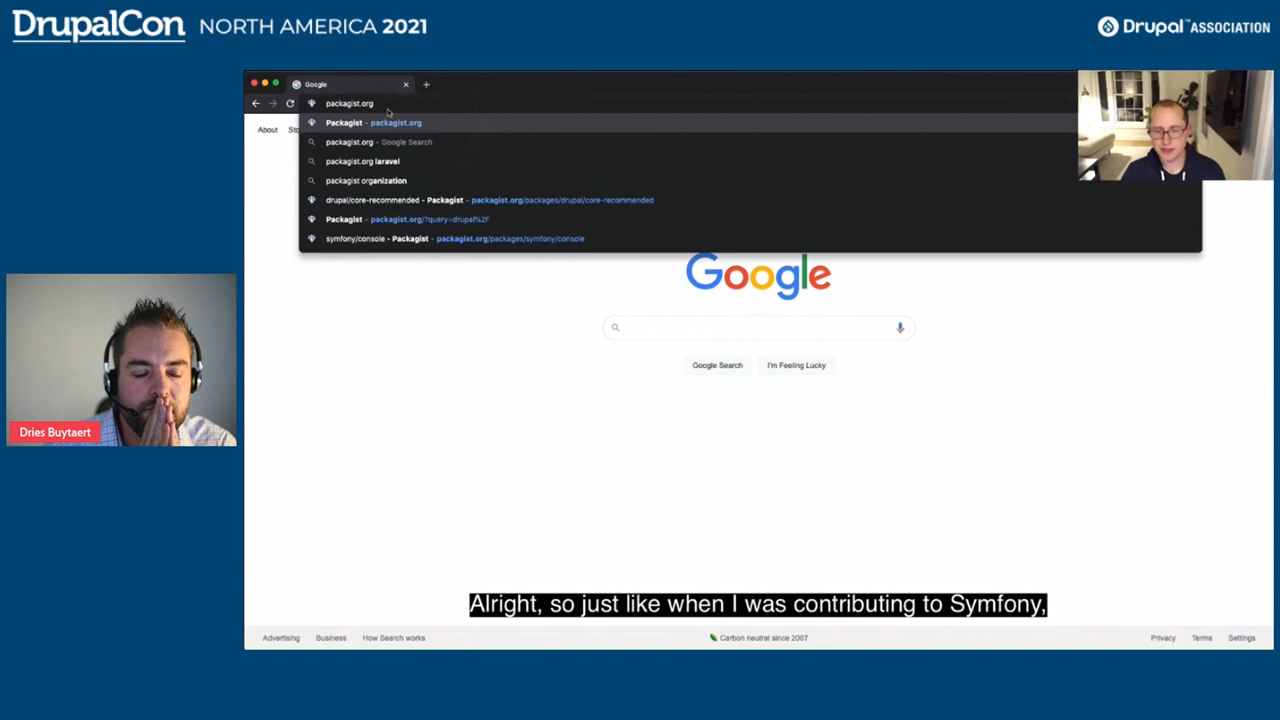 DrupalCon NORTH AMERICA 2021
Drupal™ ASSOCIATION
Google
packagist.org
About
Packagist - packagist.org
packagist.org - Google Search
packagist.org laravel
packagist organization
drupal/core-recommended - Packagist - packagist.org/packages/drupal/core-recommended
Packagist - packagist.org/?query=drupal%2F
symfony/console - Packagist - packagist.org/packages/symfony/console
Google
Google Search
I'm Feeling Lucky
Dries Buytaert
Alright, so just like when I was contributing to Symfony,
Advertising
Business
How Search works
Carbon neutral since 2007
Privacy
Terms
Settings